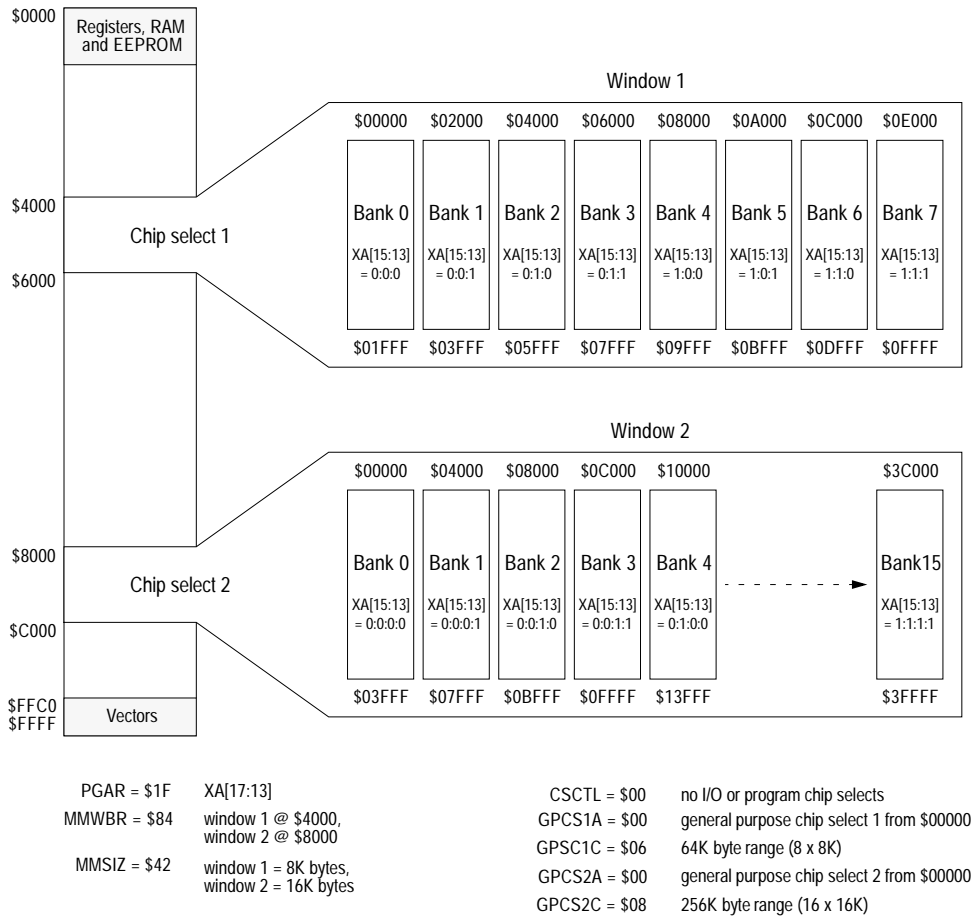 $0000
Registers, RAM
and EEPROM
Window 1
$00000 $02000 $04000 $06000 $08000 $0A000 $0C000 $0E000
$4000
Bank 0 Bank 1 Bank 2 Bank 3 Bank 4 Bank 5 Bank 6 Bank 7
Chip select 1
XA[15:13] XA[15:13] XA[15:13] XA[15:13] XA[15:13] XA[15:13] XA[15:13] XA[15:13]
= 0:0:0 = 0:0:1 = 0:1:0 = 0:1:1 = 1:0:0 = 1:0:1 = 1:1:0 = 1:1:1
$6000
$01FFF $03FFF $05FFF $07FFF $09FFF $0BFFF $0DFFF $0FFFF
Window 2
$00000 $04000 $08000 $0C000 $10000 $3C000
$8000
Bank 0 Bank 1 Bank 2 Bank 3 Bank 4 Bank15
Chip select 2
XA[15:13] XA[15:13] XA[15:13] XA[15:13] XA[15:13] XA[15:13]
= 0:0:0:0 = 0:0:0:1 = 0:0:1:0 = 0:0:1:1 = 0:1:0:0 = 1:1:1:1
$C000
$03FFF $07FFF $0BFFF $0FFFF $13FFF $3FFFF
$FFC0
Vectors
$FFFF
PGAR = $1F XA[17:13]
MMWBR = $84 window 1 @ $4000,
window 2 @ $8000
MMSIZ = $42 window 1 = 8K bytes,
window 2 = 16K bytes
CSCTL = $00 no I/O or program chip selects
GPCS1A = $00 general purpose chip select 1 from $00000
GPSC1C = $06 64K byte range (8 x 8K)
GPCS2A = $00 general purpose chip select 2 from $00000
GPCS2C = $08 256K byte range (16 x 16K)